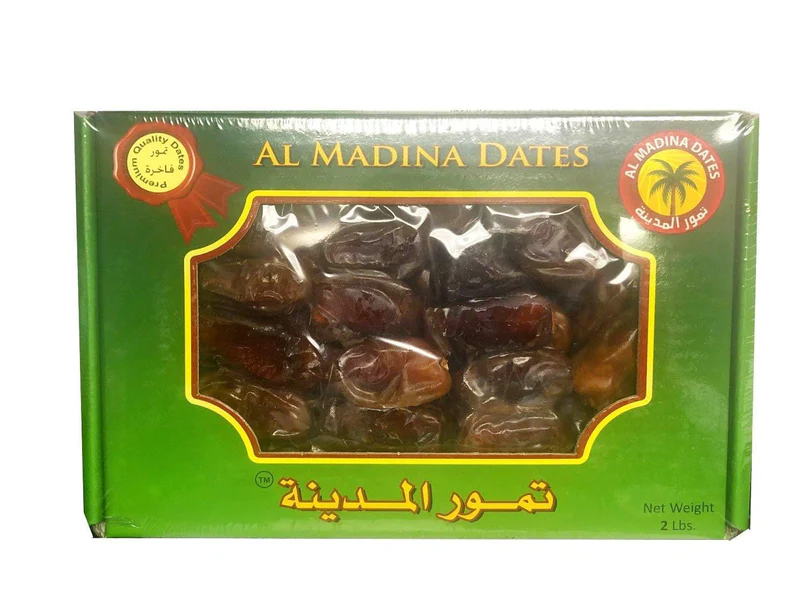 AL MADINA DATES
Premium Quality Dates
تمور
فاخرة
AL MADINA DATES
تمور المدينة
تمور المدينة
TM
Net Weight
2 Lbs.